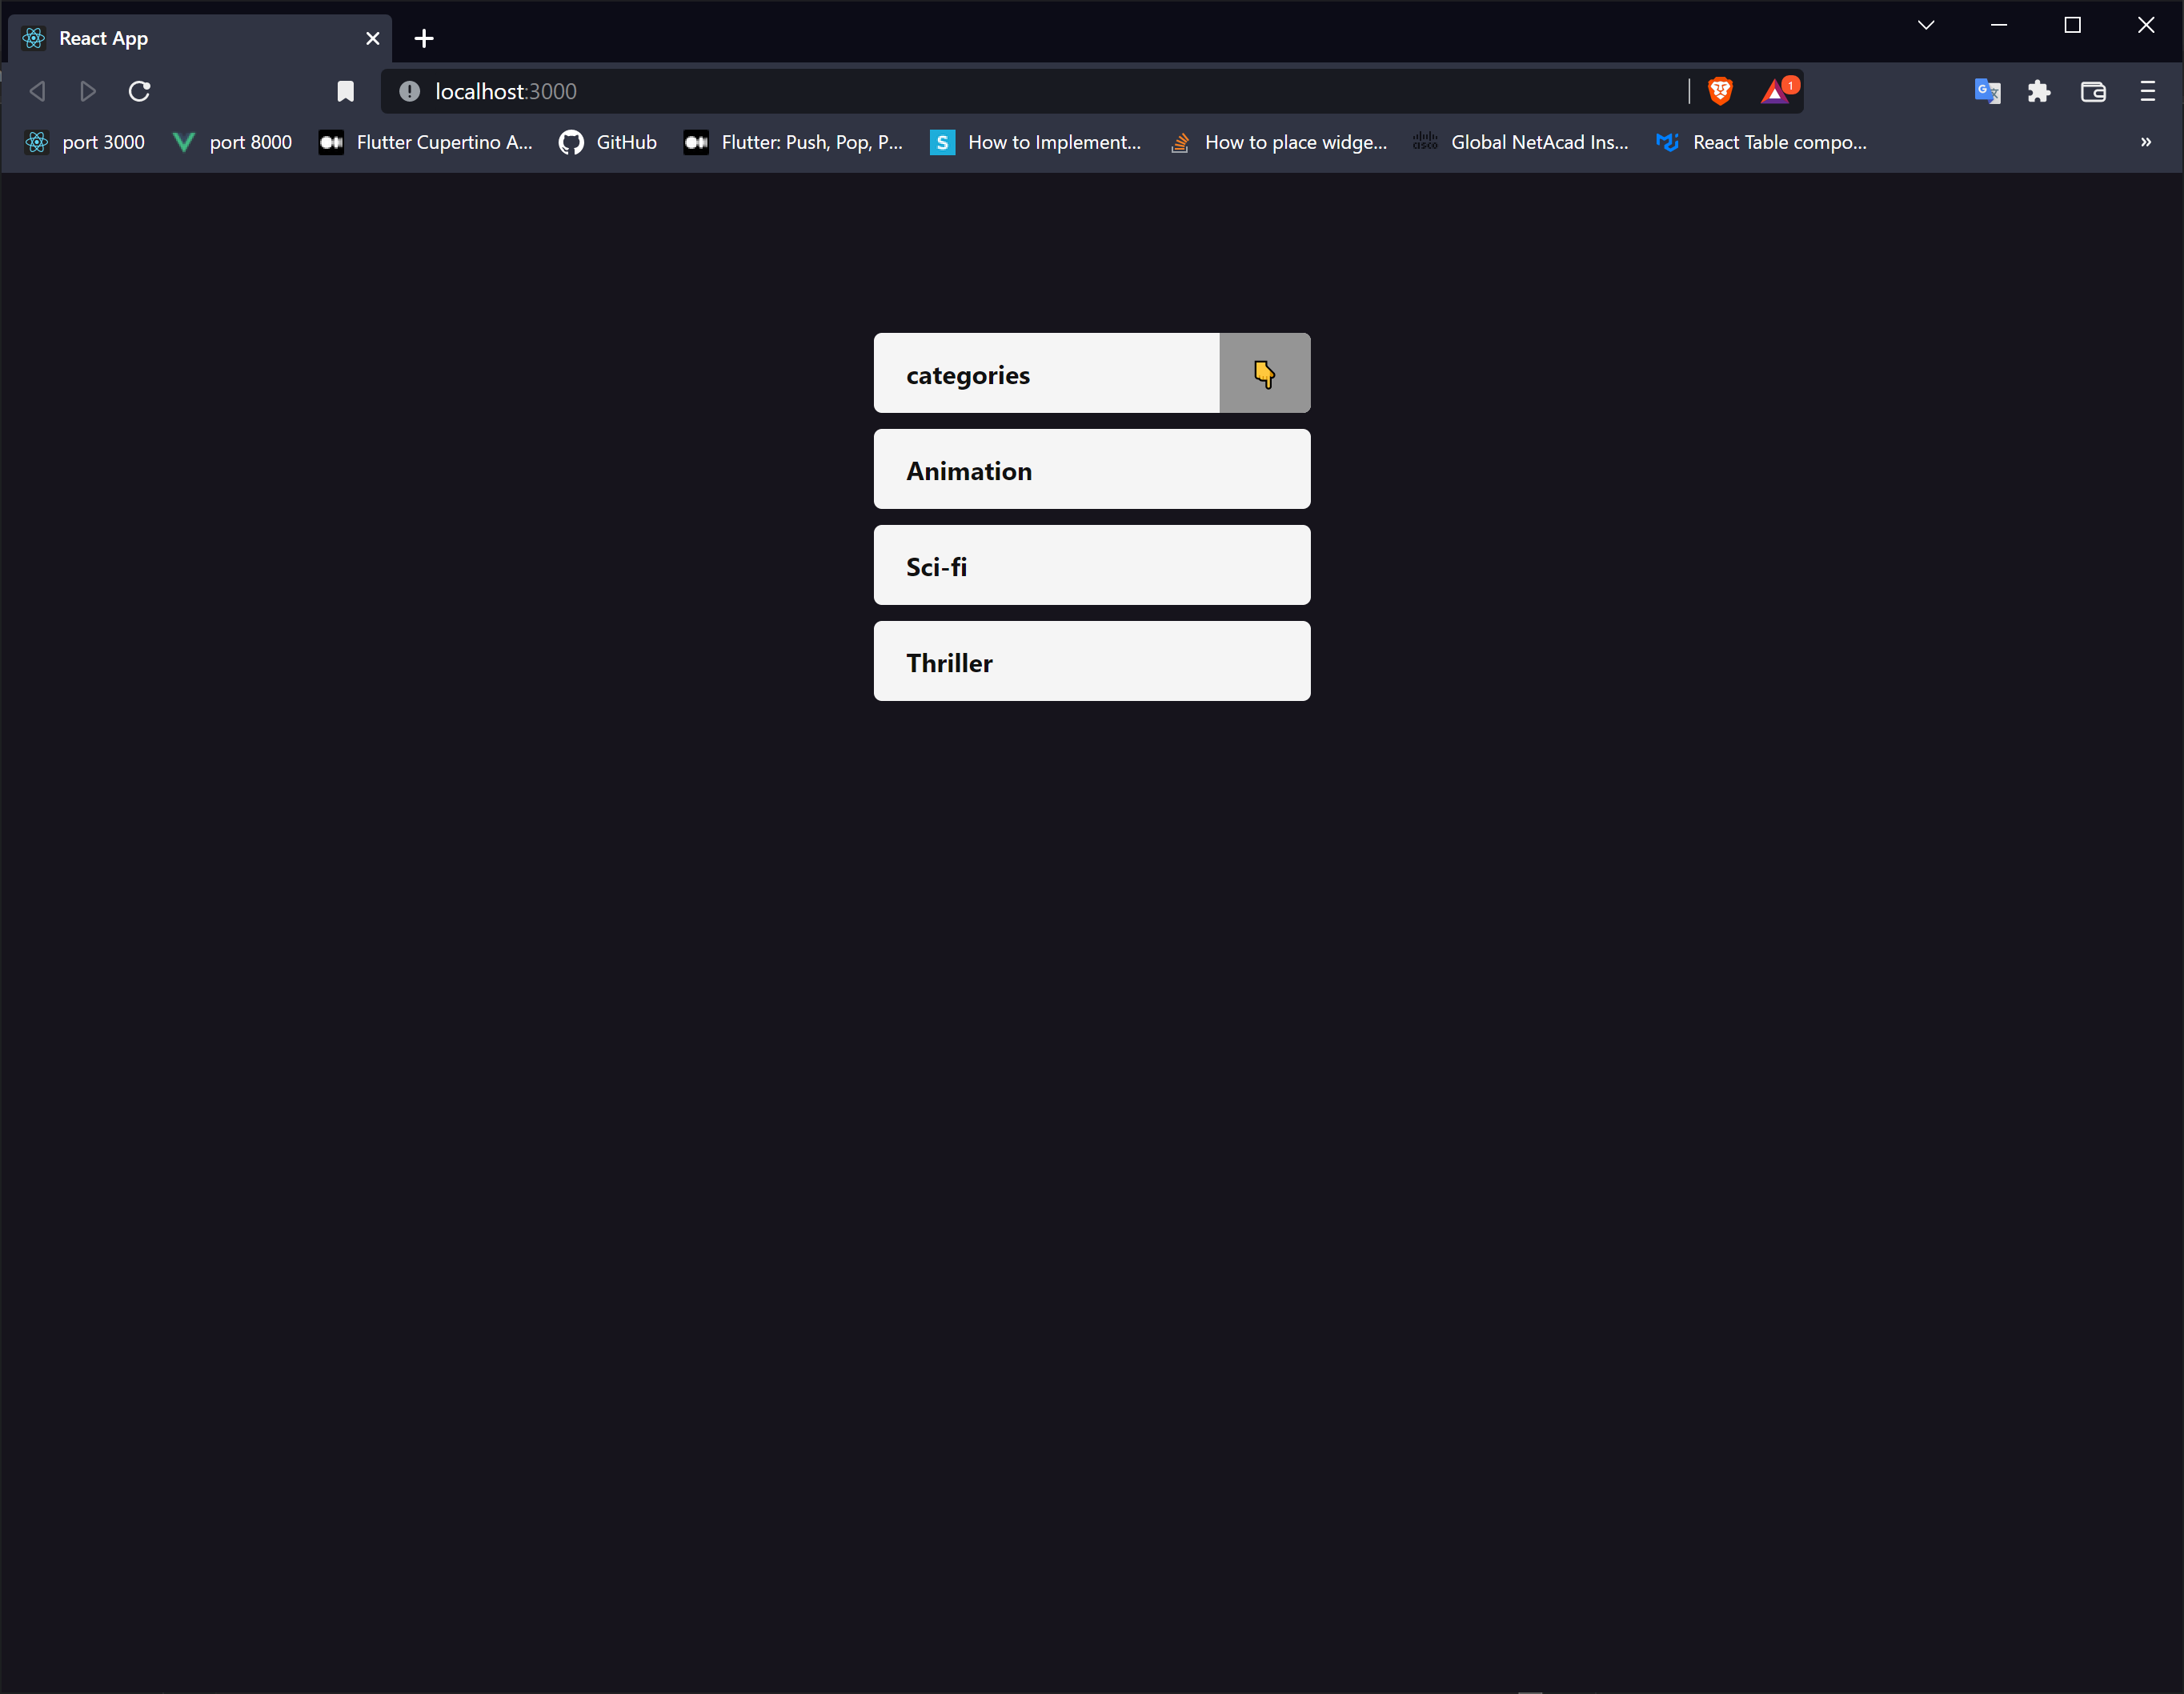 React App
localhost:3000
1
port 3000 port 8000 Flutter Cupertino A... GitHub Flutter: Push, Pop, P... S How to Implement... How to place widge... CISCO Global NetAcad Ins... React Table compo... »
categories
Animation
Sci-fi
Thriller